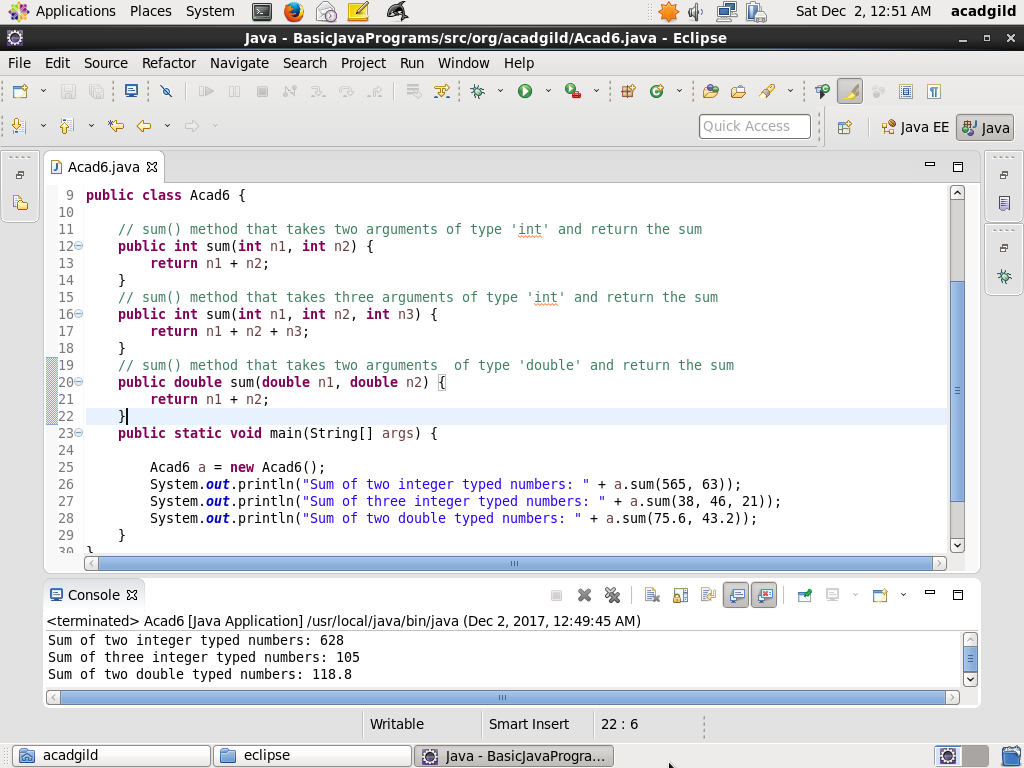 Applications Places System Sat Dec 2, 12:51 AM acadgild
Java - BasicJavaPrograms/src/org/acadgild/Acad6.java - Eclipse
File Edit Source Refactor Navigate Search Project Run Window Help
Quick Access Java EE Java
Acad6.java
9 public class Acad6 {
10
11 // sum() method that takes two arguments of type 'int' and return the sum
12 public int sum(int n1, int n2) {
13 return n1 + n2;
14 }
15 // sum() method that takes three arguments of type 'int' and return the sum
16 public int sum(int n1, int n2, int n3) {
17 return n1 + n2 + n3;
18 }
19 // sum() method that takes two arguments  of type 'double' and return the sum
20 public double sum(double n1, double n2) {
21 return n1 + n2;
22 }
23 public static void main(String[] args) {
24
25 Acad6 a = new Acad6();
26 System.out.println("Sum of two integer typed numbers: " + a.sum(565, 63));
27 System.out.println("Sum of three integer typed numbers: " + a.sum(38, 46, 21));
28 System.out.println("Sum of two double typed numbers: " + a.sum(75.6, 43.2));
29 }
30 }
Console
<terminated> Acad6 [Java Application] /usr/local/java/bin/java (Dec 2, 2017, 12:49:45 AM)
Sum of two integer typed numbers: 628
Sum of three integer typed numbers: 105
Sum of two double typed numbers: 118.8
Writable Smart Insert 22 : 6
acadgild eclipse Java - BasicJavaProgra...